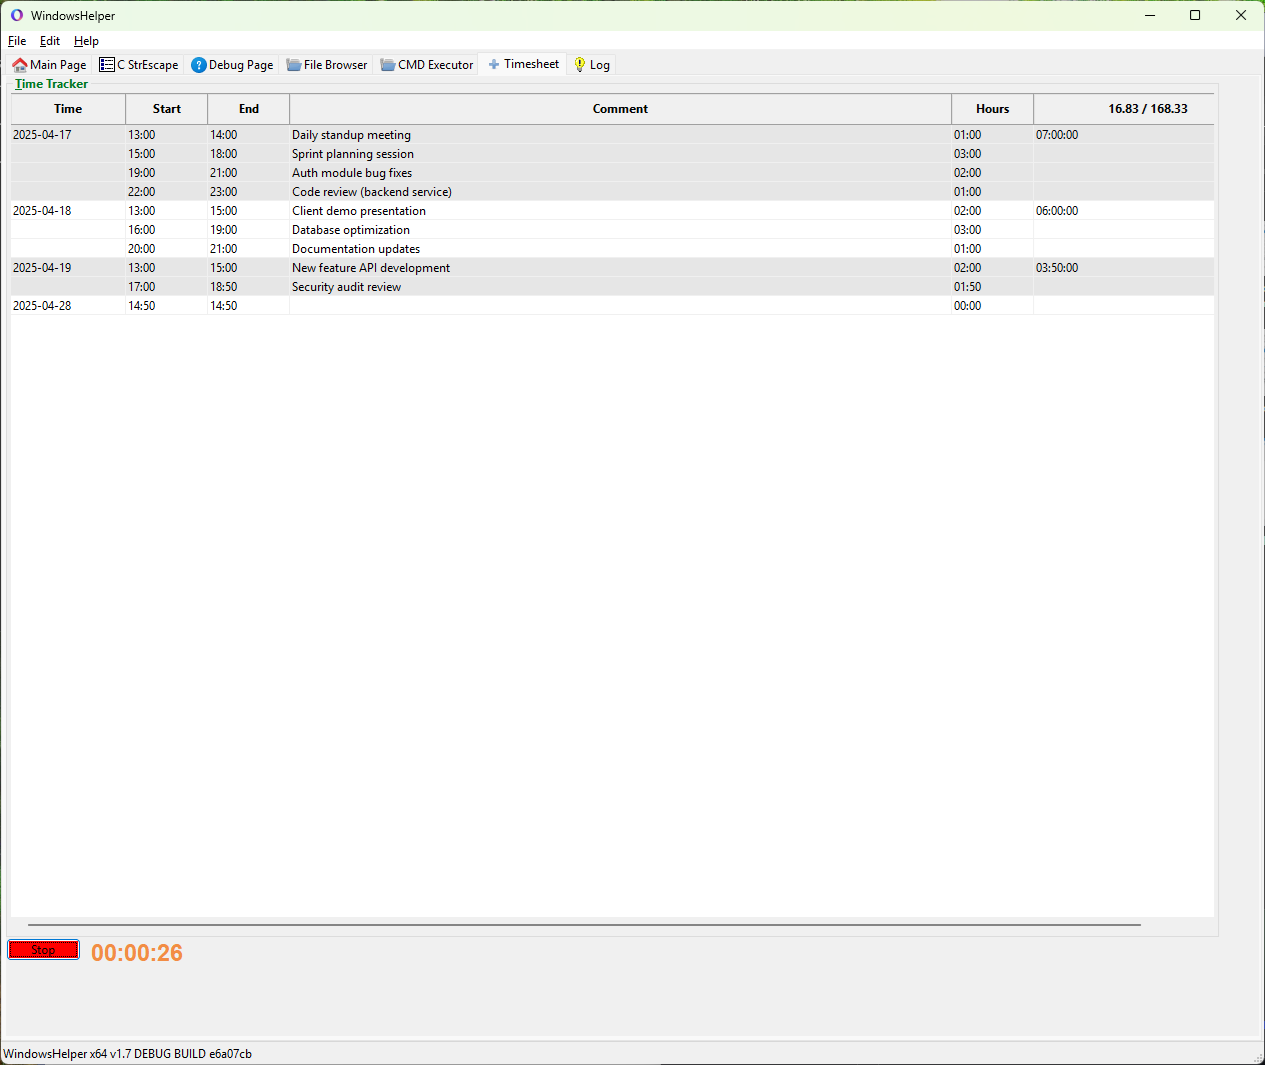 WindowsHelper
File Edit Help
Main Page C StrEscape Debug Page File Browser CMD Executor Timesheet Log
Time Tracker
Time Start End Comment Hours 16.83 / 168.33
2025-04-17 13:00 14:00 Daily standup meeting 01:00 07:00:00
15:00 18:00 Sprint planning session 03:00
19:00 21:00 Auth module bug fixes 02:00
22:00 23:00 Code review (backend service) 01:00
2025-04-18 13:00 15:00 Client demo presentation 02:00 06:00:00
16:00 19:00 Database optimization 03:00
20:00 21:00 Documentation updates 01:00
2025-04-19 13:00 15:00 New feature API development 02:00 03:50:00
17:00 18:50 Security audit review 01:50
2025-04-28 14:50 14:50 00:00
Stop 00:00:26
WindowsHelper x64 v1.7 DEBUG BUILD e6a07cb